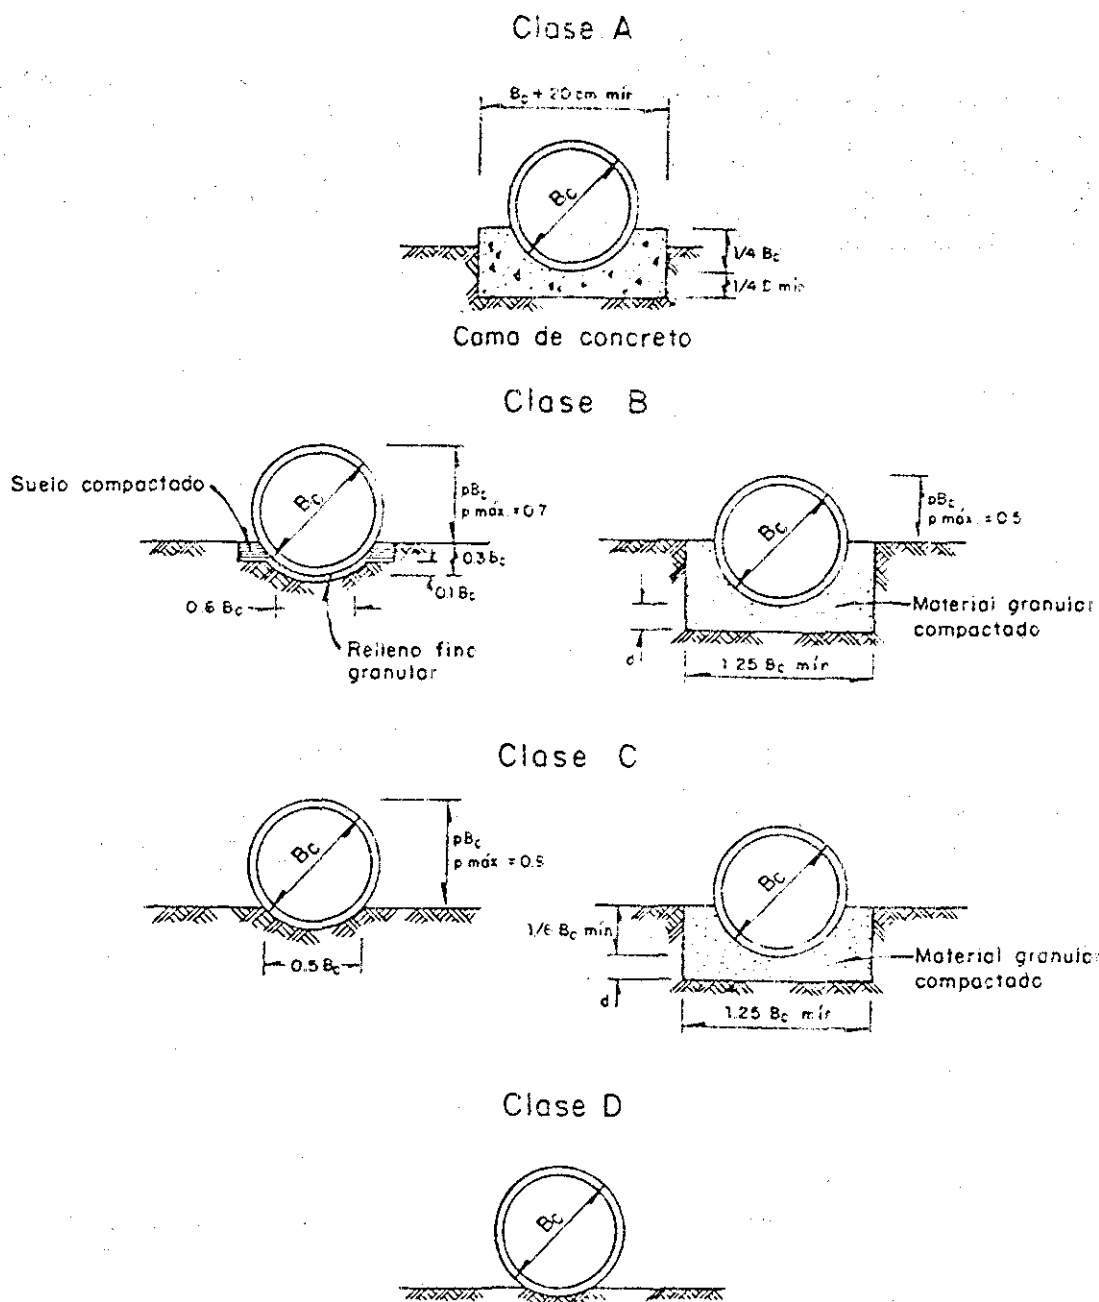 Clase A
Bc + 20 cm mín
Bc
1/4 Bc
1/4 D mín
Cama de concreto
Clase B
Suelo compactado
Bc
pBc
p máx. = 0.7
0.3 Bc
0.1 Bc
0.6 Bc
Relleno fino
granular
Bc
pBc
p máx. = 0.5
Material granular
compactado
d
1.25 Bc mín
Clase C
Bc
pBc
p máx = 0.9
0.5 Bc
Bc
1/6 Bc mín
Material granular
compactado
d
1.25 Bc mín
Clase D
Bc